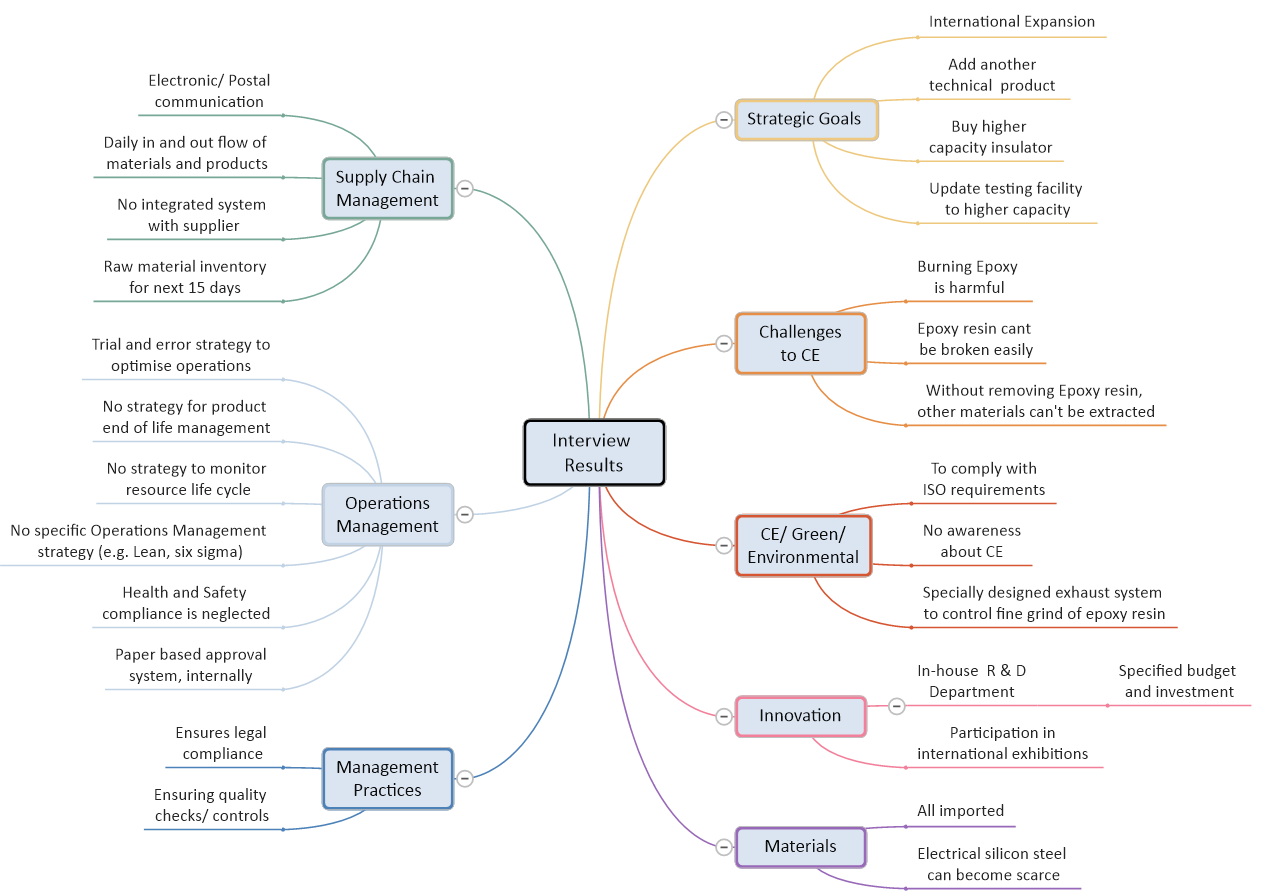 Interview
Results
Supply Chain
Management
Electronic/ Postal
communication
Daily in and out flow of
materials and products
No integrated system
with supplier
Raw material inventory
for next 15 days
Operations
Management
Trial and error strategy to
optimise operations
No strategy for product
end of life management
No strategy to monitor
resource life cycle
No specific Operations Management
strategy (e.g. Lean, six sigma)
Health and Safety
compliance is neglected
Paper based approval
system, internally
Management
Practices
Ensures legal
compliance
Ensuring quality
checks/ controls
Strategic Goals
International Expansion
Add another
technical product
Buy higher
capacity insulator
Update testing facility
to higher capacity
Challenges
to CE
Burning Epoxy
is harmful
Epoxy resin cant
be broken easily
Without removing Epoxy resin,
other materials can't be extracted
CE/ Green/
Environmental
To comply with
ISO requirements
No awareness
about CE
Specially designed exhaust system
to control fine grind of epoxy resin
Innovation
In-house R & D
Department
Specified budget
and investment
Participation in
international exhibitions
Materials
All imported
Electrical silicon steel
can become scarce